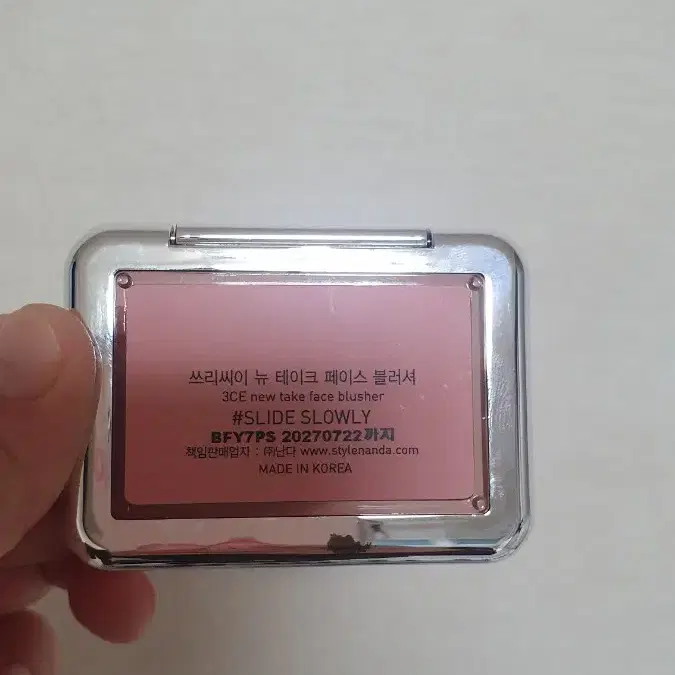 쓰리씨이 뉴 테이크 페이스 블러셔
3CE new take face blusher
#SLIDE SLOWLY
BFY7PS 20270722까지
책임판매업자 : ㈜난다 www.stylenanda.com
MADE IN KOREA